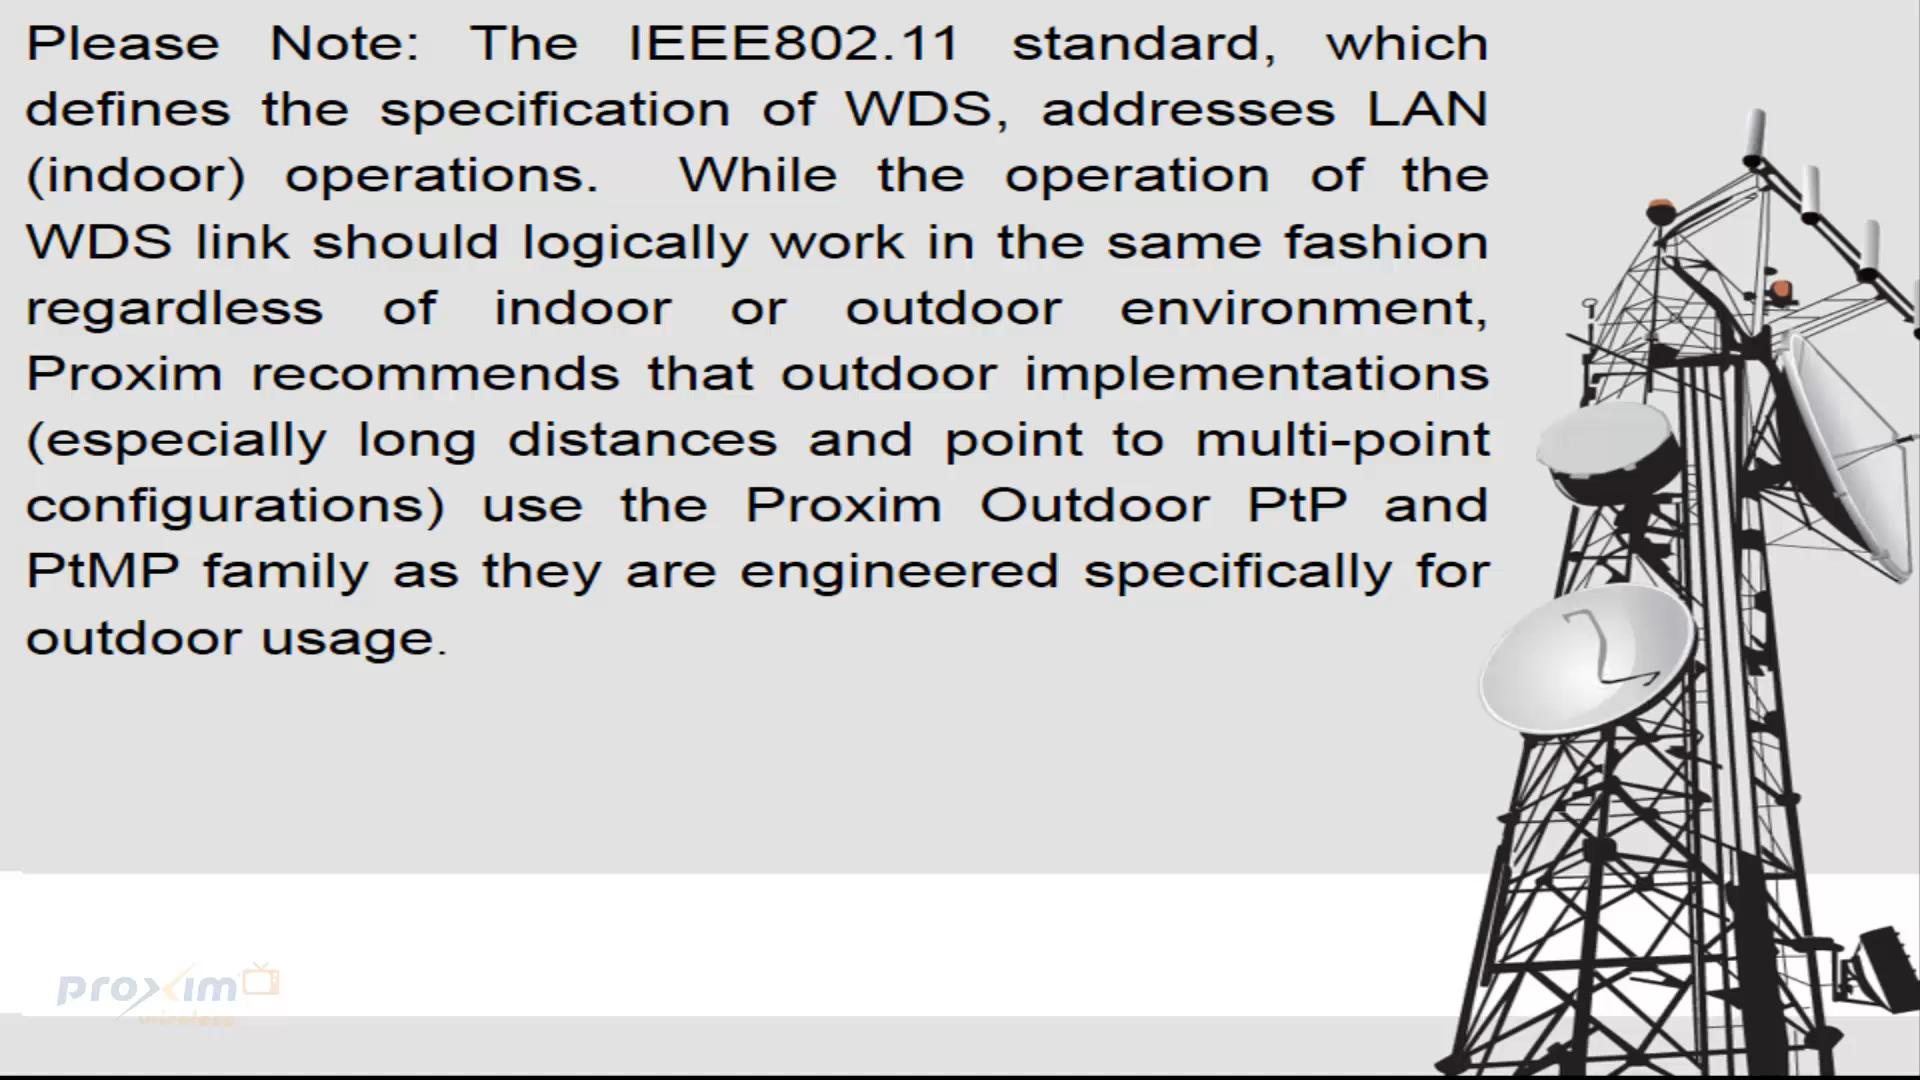 Please Note: The IEEE802.11 standard, which
defines the specification of WDS, addresses LAN
(indoor) operations. While the operation of the
WDS link should logically work in the same fashion
regardless of indoor or outdoor environment,
Proxim recommends that outdoor implementations
(especially long distances and point to multi-point
configurations) use the Proxim Outdoor PtP and
PtMP family as they are engineered specifically for
outdoor usage.
proxim
wireless